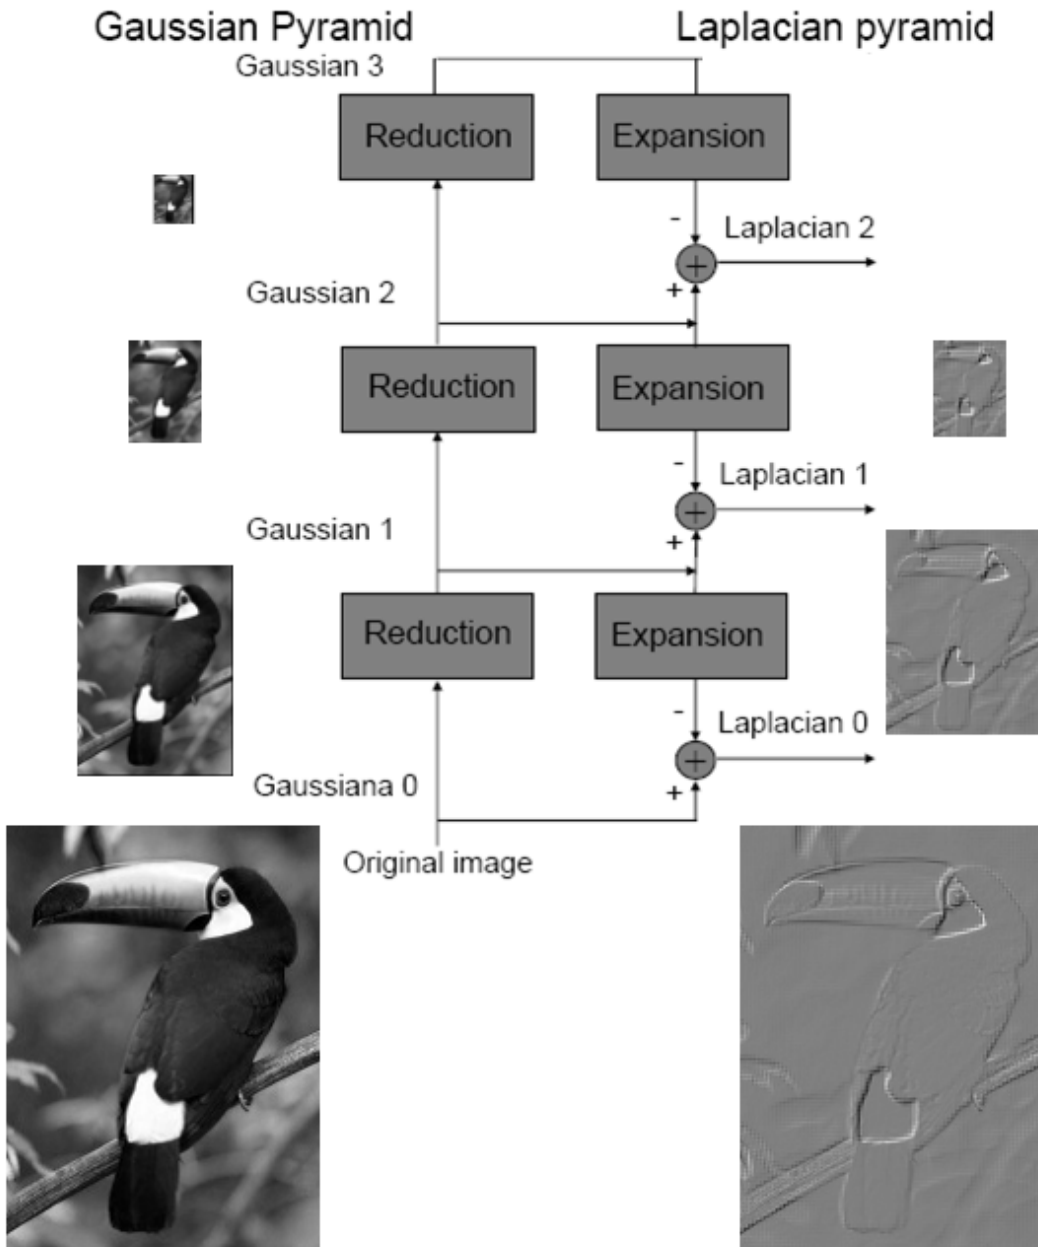 Gaussian Pyramid
Laplacian pyramid
Gaussian 3
Reduction
Expansion
-
Laplacian 2
+
+
Gaussian 2
Reduction
Expansion
-
Laplacian 1
+
+
Gaussian 1
Reduction
Expansion
-
Laplacian 0
+
+
Gaussiana 0
Original image